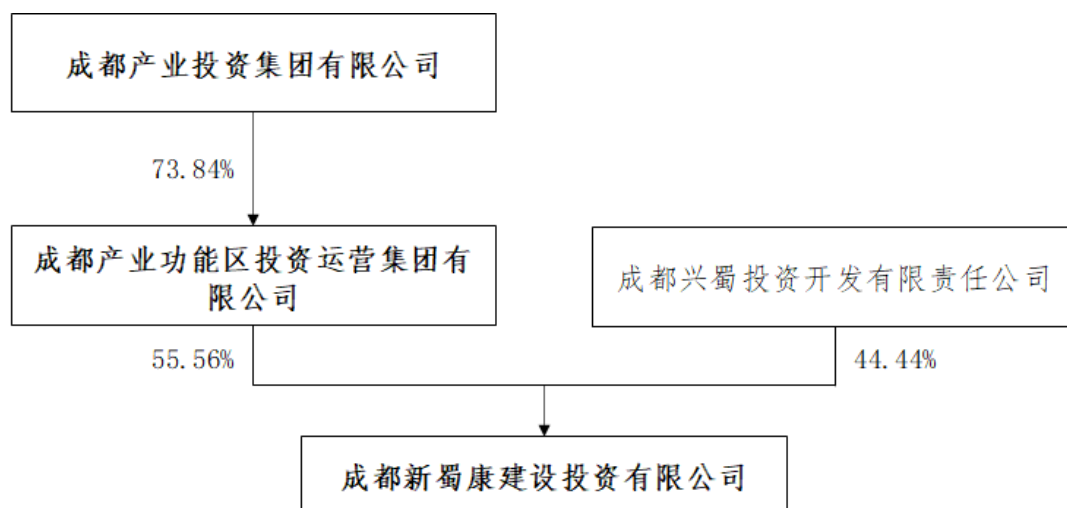 成都产业投资集团有限公司
73.84%
成都产业功能区投资运营集团有
限公司
成都兴蜀投资开发有限责任公司
55.56%
44.44%
成都新蜀康建设投资有限公司